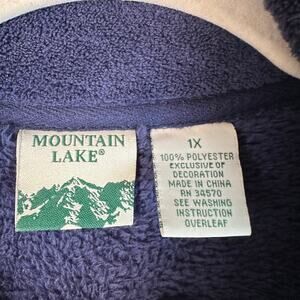 MOUNTAIN
LAKE®
1X
100% POLYESTER
EXCLUSIVE OF
DECORATION
MADE IN CHINA
RN 34570
SEE WASHING
INSTRUCTION
OVERLEAF